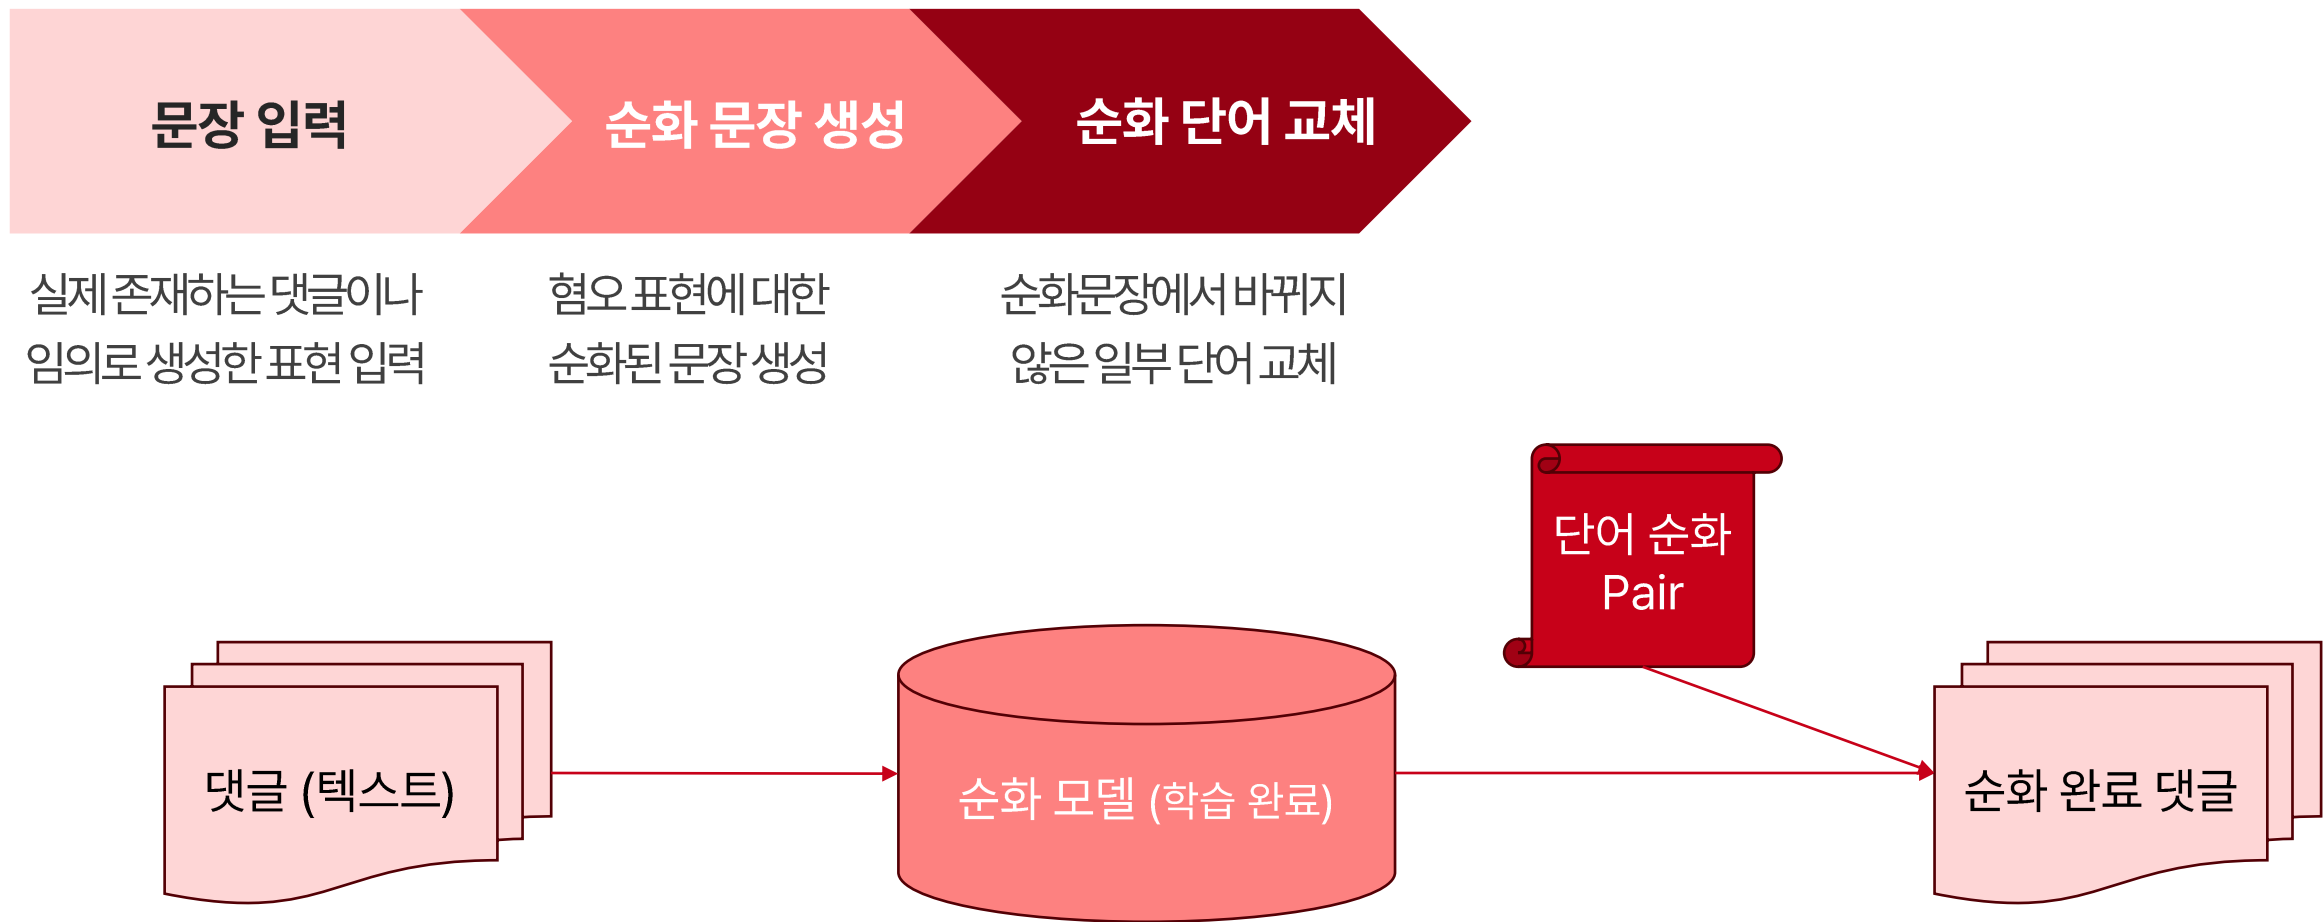 문장 입력
순화 문장 생성
순화 단어 교체
실제 존재하는 댓글이나
임의로 생성한 표현 입력
혐오 표현에 대한
순화된 문장 생성
순화문장에서 바뀌지
않은 일부 단어 교체
단어 순화
Pair
댓글 (텍스트)
순화 모델 (학습 완료)
순화 완료 댓글